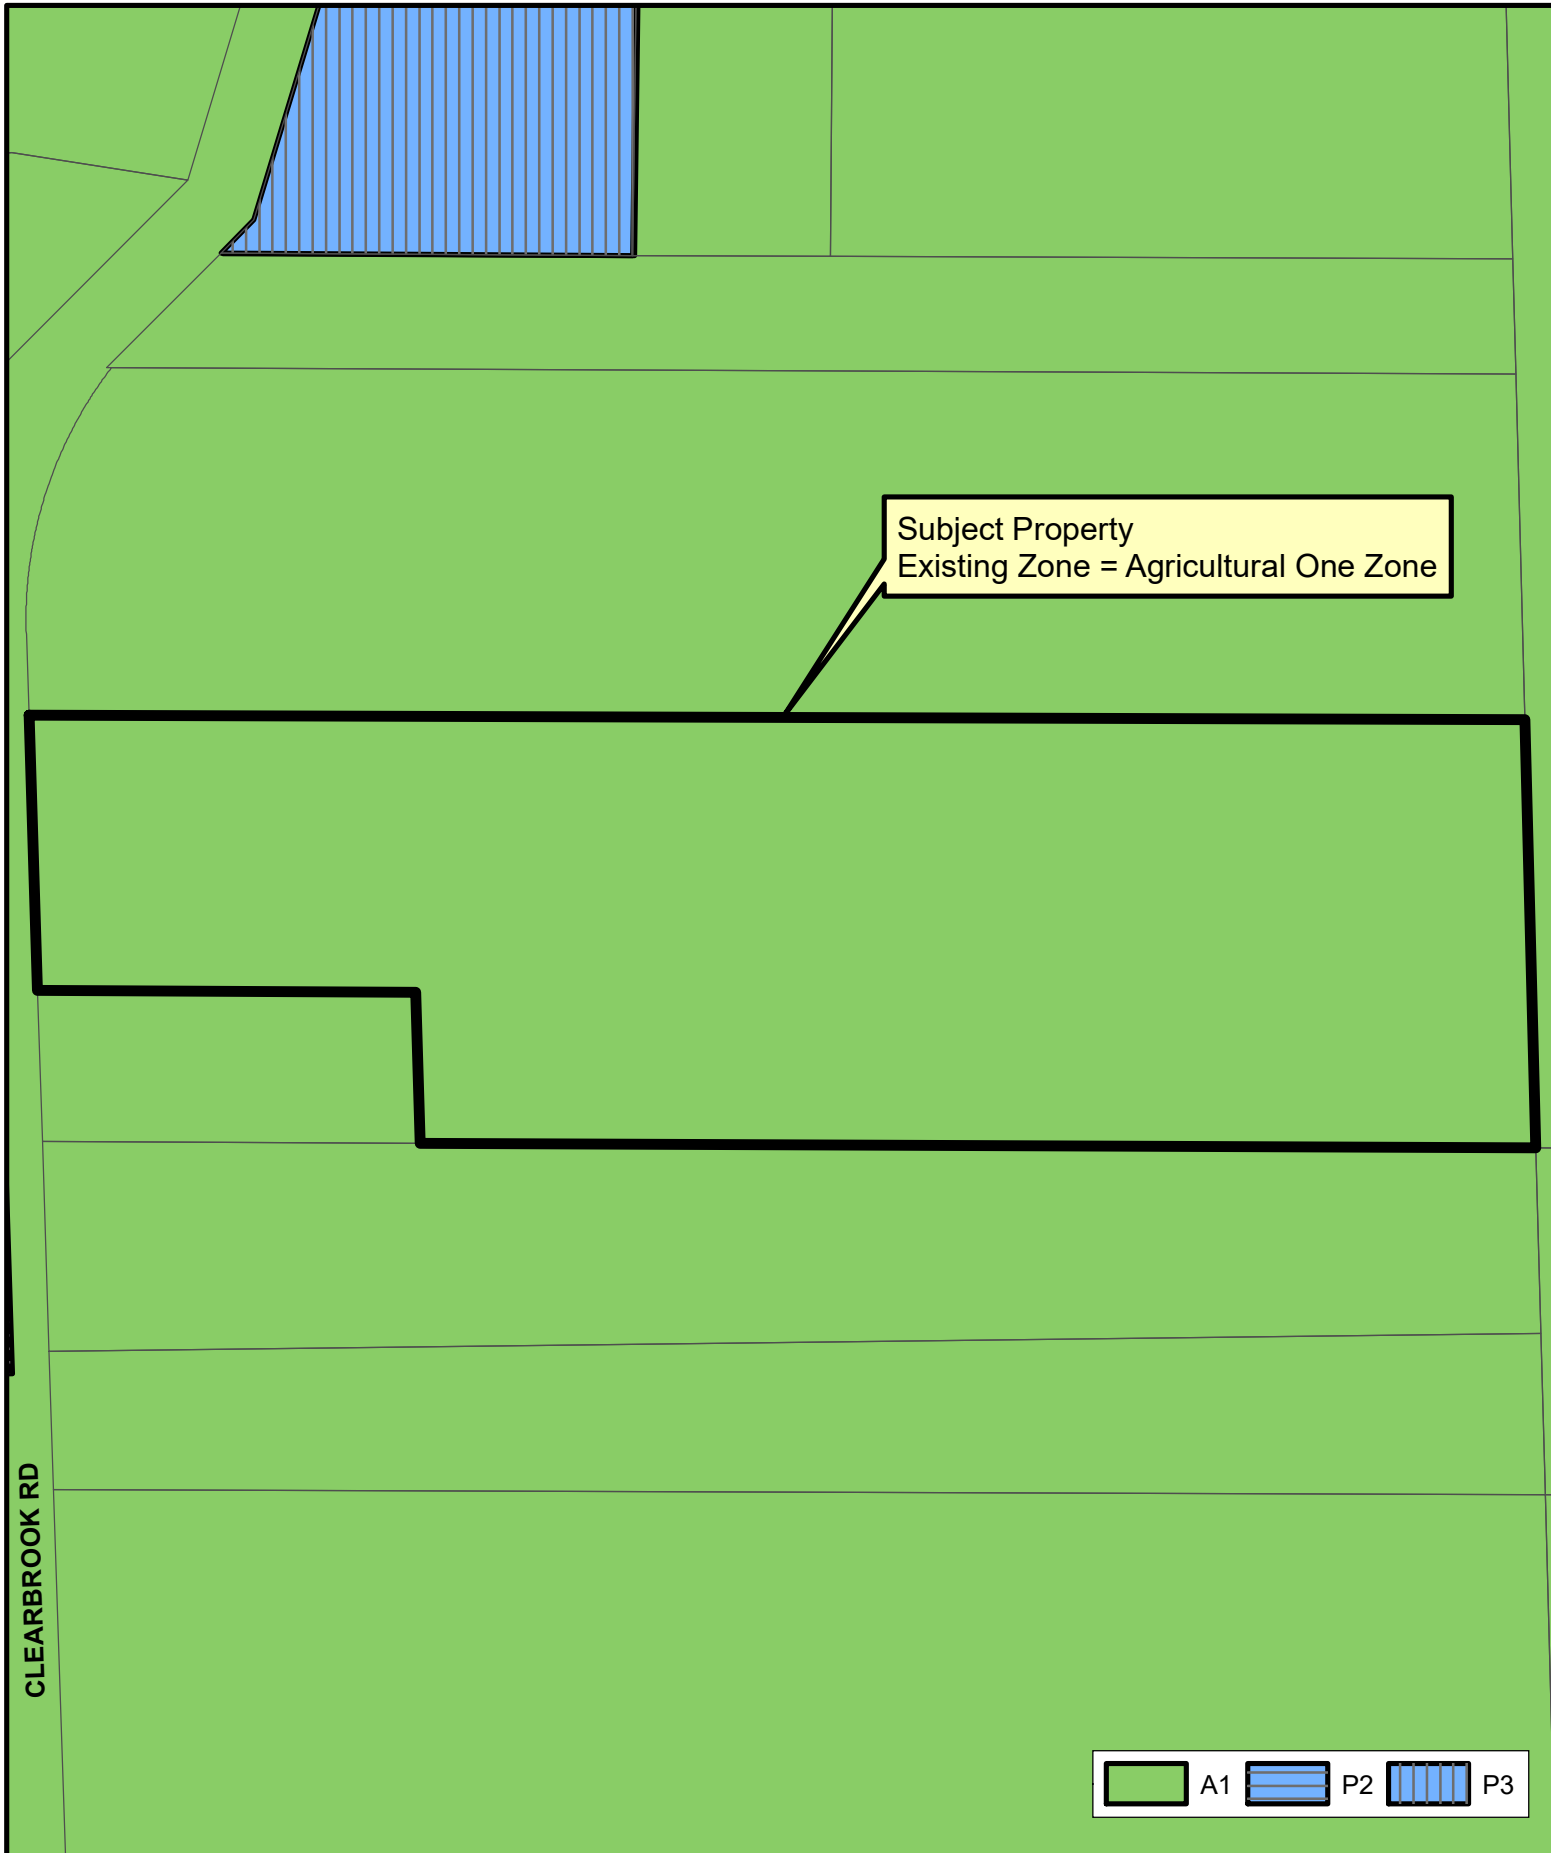 Subject Property
Existing Zone = Agricultural One Zone
CLEARBROOK RD
A1 P2 P3